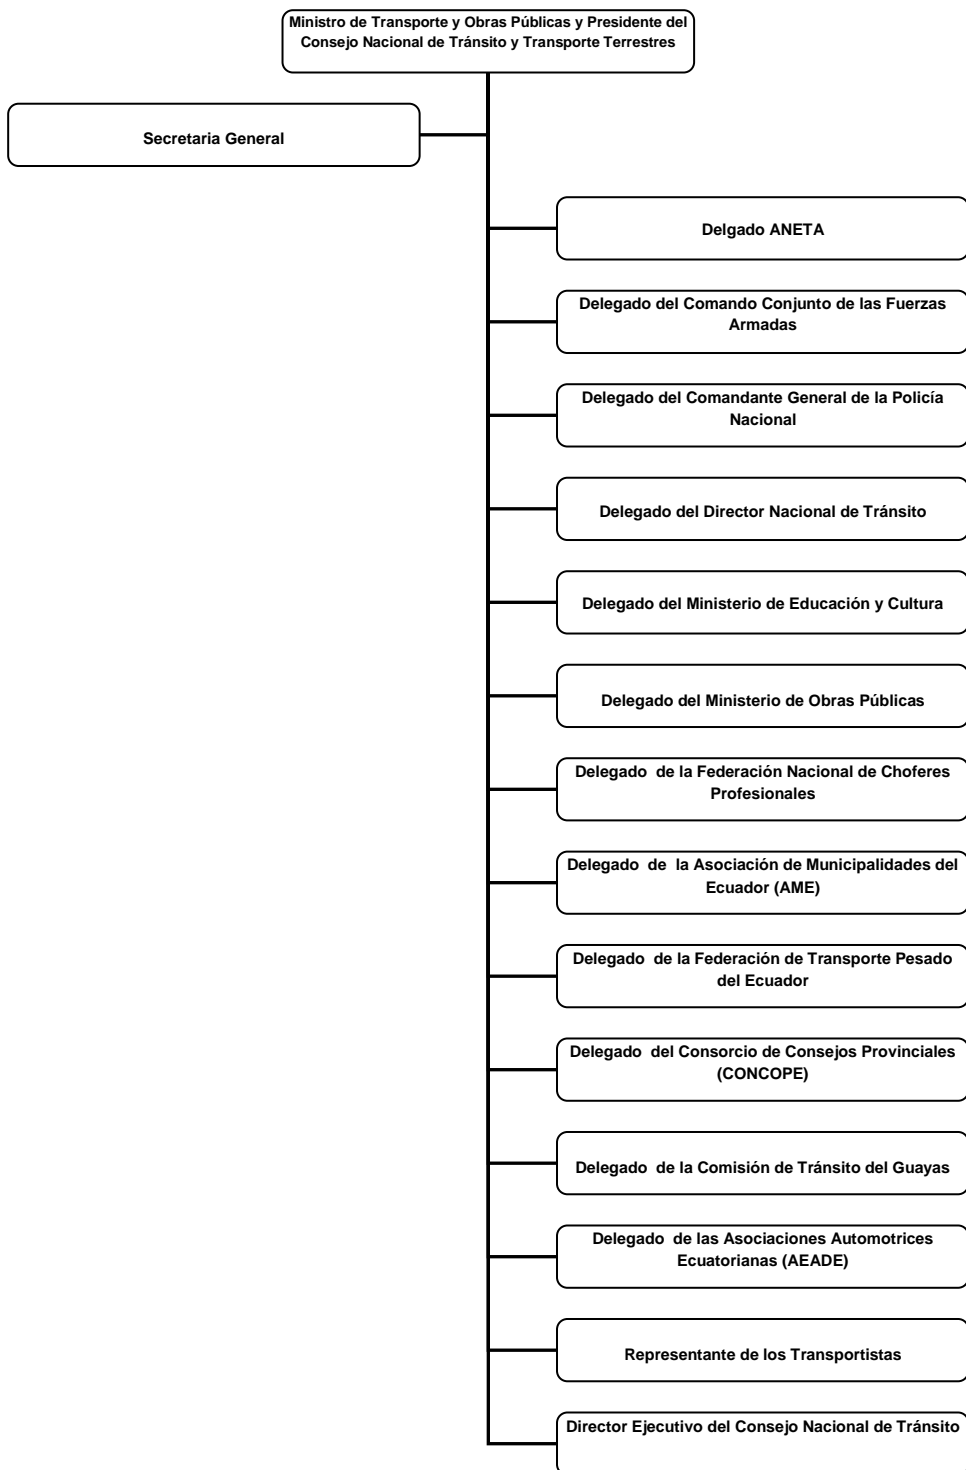 Ministro de Transporte y Obras Públicas y Presidente del
Consejo Nacional de Tránsito y Transporte Terrestres
Secretaria General
Delgado ANETA
Delegado del Comando Conjunto de las Fuerzas
Armadas
Delegado del Comandante General de la Policía
Nacional
Delegado del Director Nacional de Tránsito
Delegado del Ministerio de Educación y Cultura
Delegado del Ministerio de Obras Públicas
Delegado de la Federación Nacional de Choferes
Profesionales
Delegado de la Asociación de Municipalidades del
Ecuador (AME)
Delegado de la Federación de Transporte Pesado
del Ecuador
Delegado del Consorcio de Consejos Provinciales
(CONCOPE)
Delegado de la Comisión de Tránsito del Guayas
Delegado de las Asociaciones Automotrices
Ecuatorianas (AEADE)
Representante de los Transportistas
Director Ejecutivo del Consejo Nacional de Tránsito